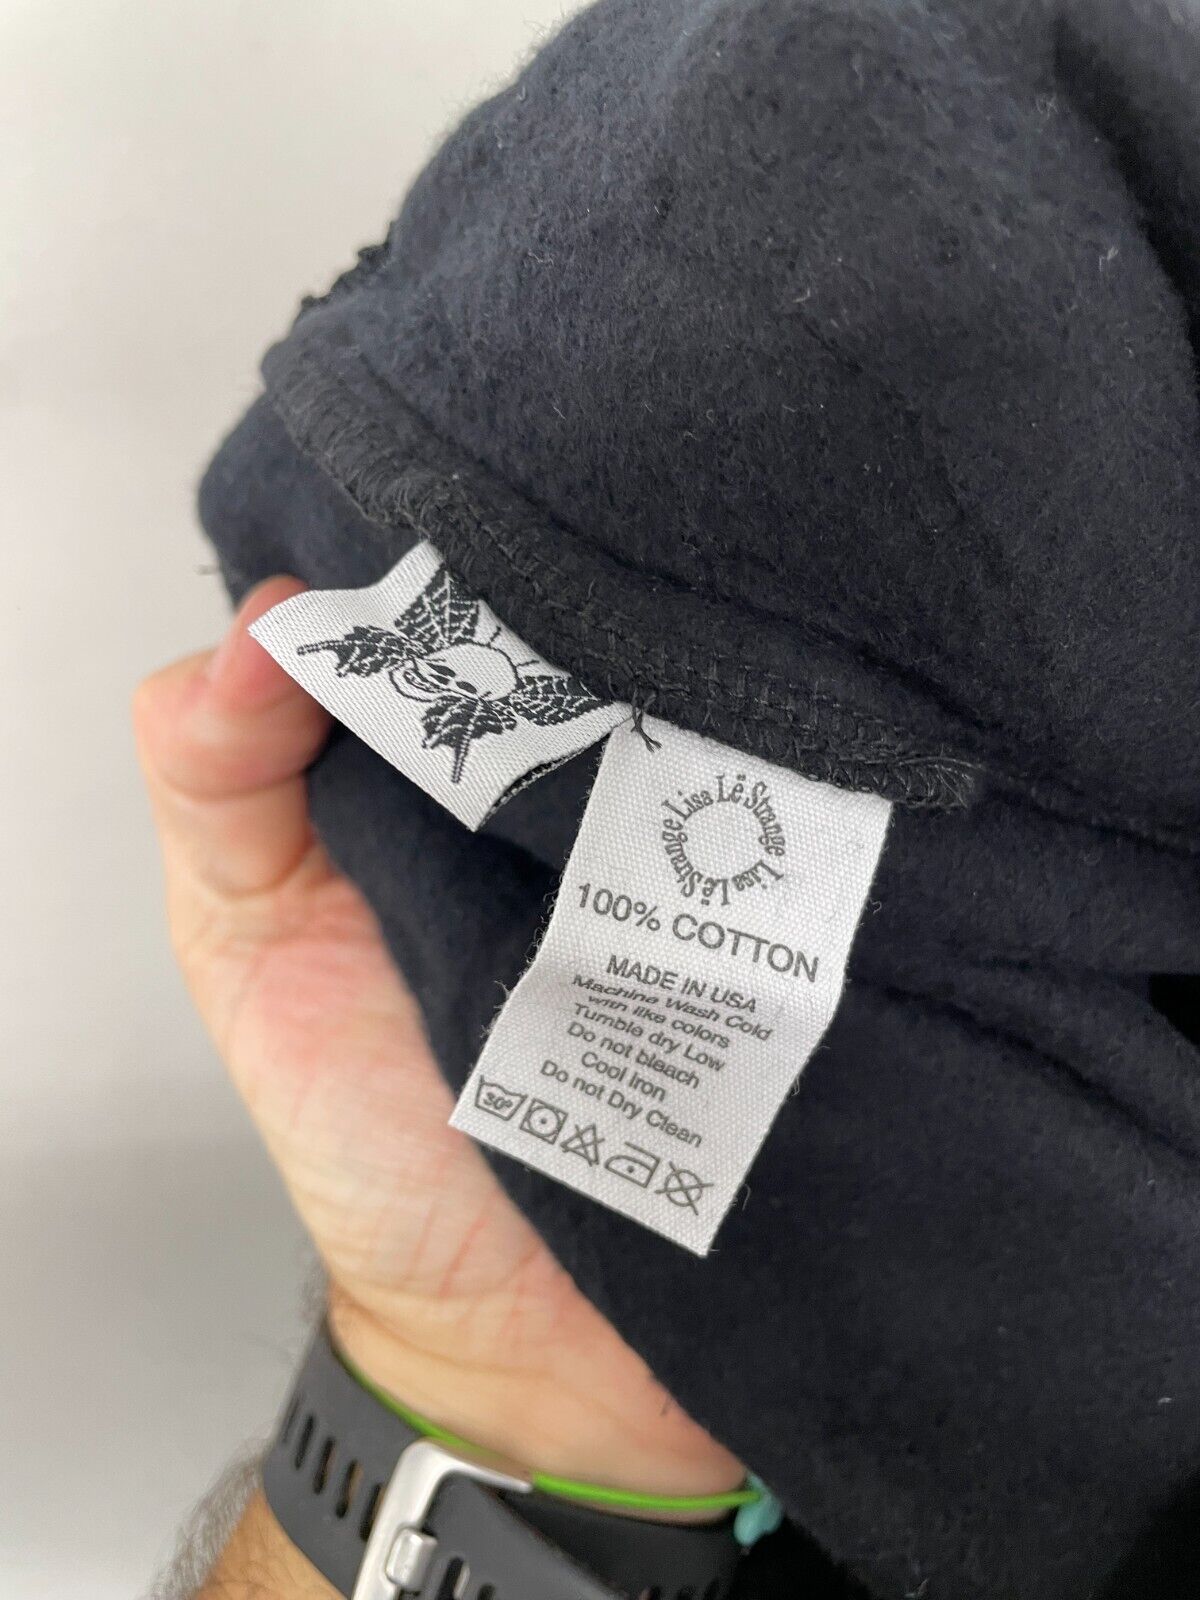 Lisa Lë Strange Lisa Lë Strange
100% COTTON
MADE IN USA
Machine Wash Cold
with like colors
Tumble dry Low
Do not bleach
Cool Iron
Do not Dry Clean
30°